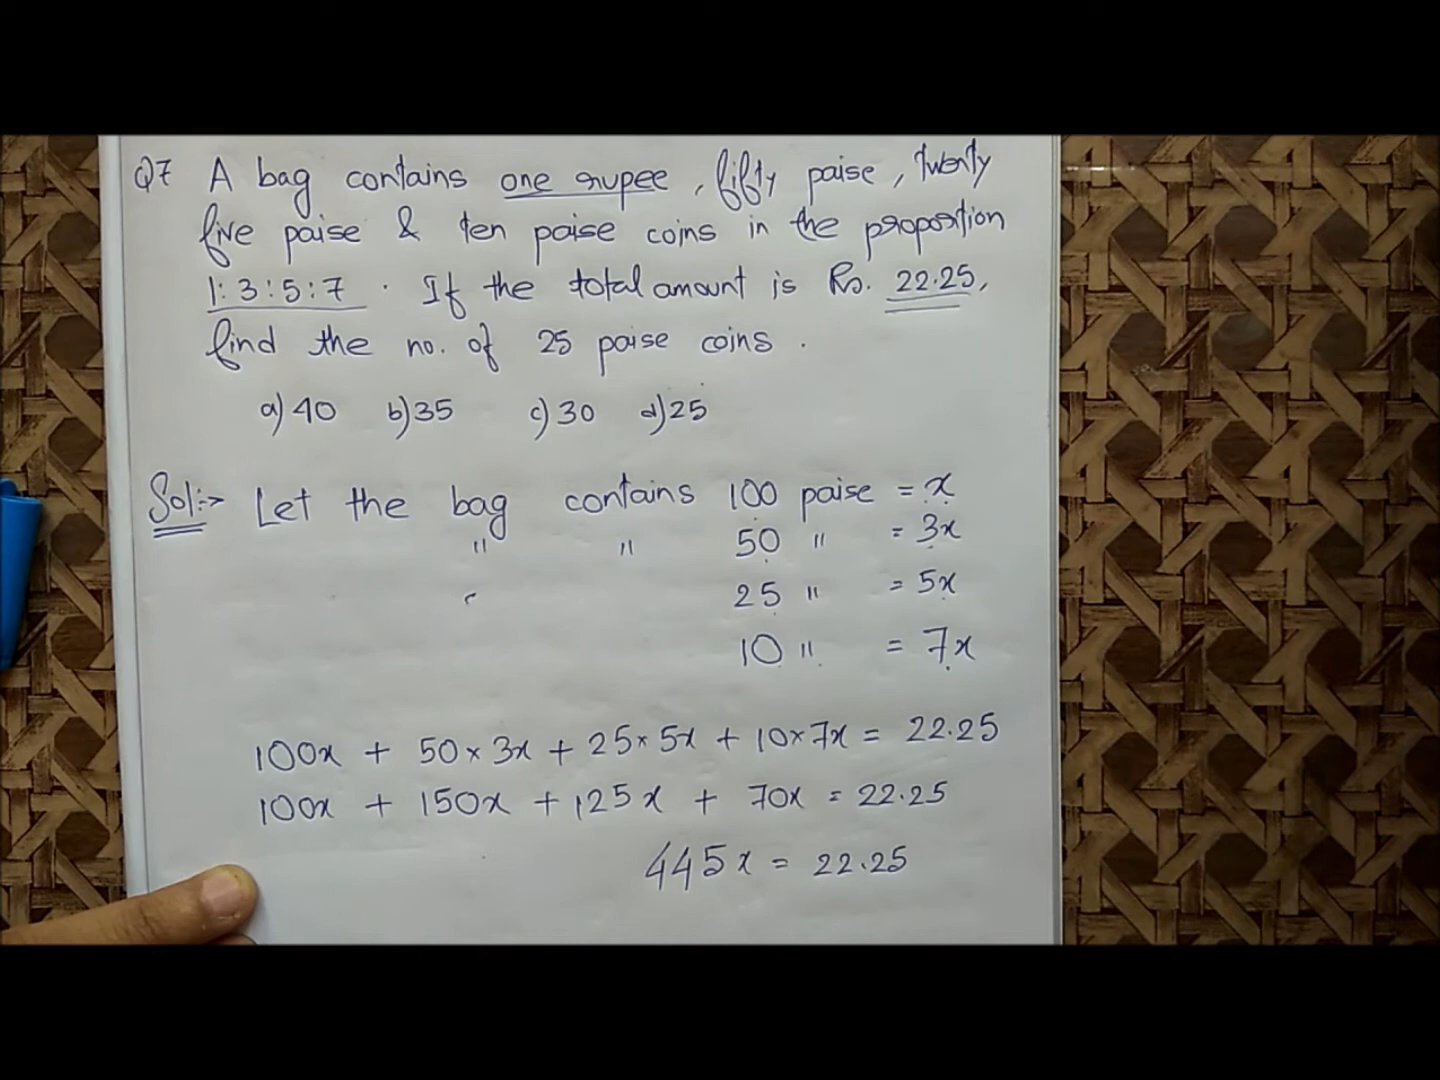 Q7 A bag contains one rupee, fifty paise, twenty
five paise & ten paise coins in the proportion
1:3:5:7. If the total amount is Rs. 22.25,
find the no. of 25 paise coins.
a) 40 b) 35 c) 30 d) 25
Sol:-> Let the bag contains 100 paise = x
" " 50 " = 3x
25 " = 5x
10 " = 7x
100x + 50×3x + 25×5x + 10×7x = 22.25
100x + 150x + 125x + 70x = 22.25
445x = 22.25